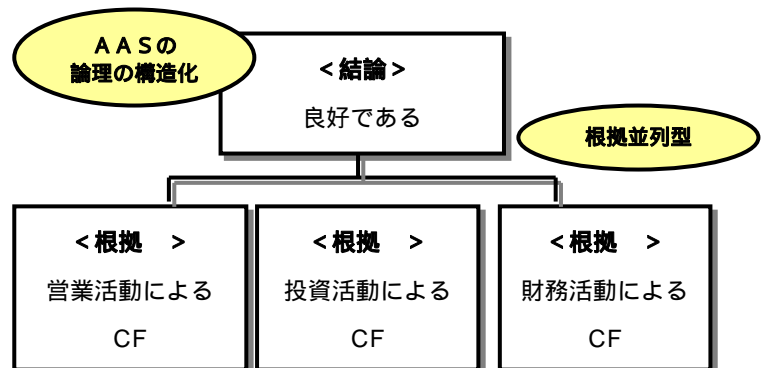 ＡＡＳの
論理の構造化
＜結論＞
良好である
根拠並列型
＜根拠　＞
営業活動による
CF
＜根拠　＞
投資活動による
CF
＜根拠　＞
財務活動による
CF